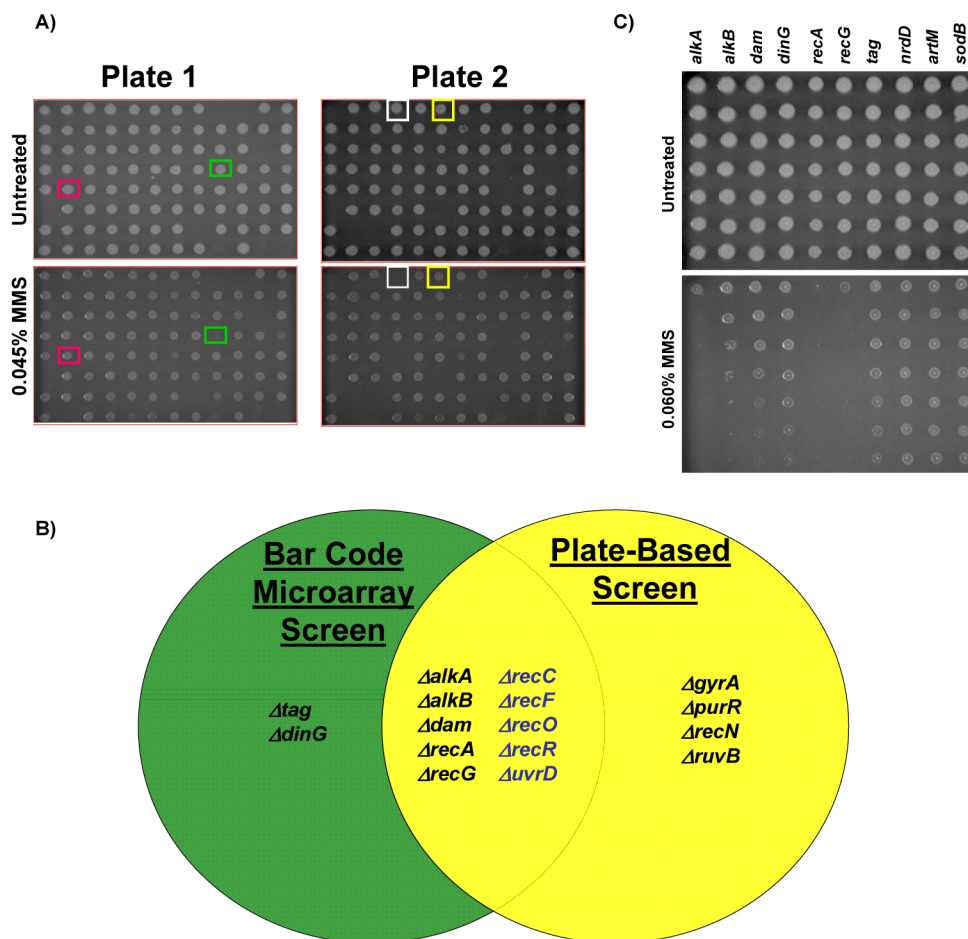 A)
Plate 1
Plate 2
Untreated
0.045% MMS
C)
alkA alkB dam dinG recA recG tag nrdD artM sodB
Untreated
0.060% MMS
B)
Bar Code
Microarray
Screen
Plate-Based
Screen
Δtag
ΔdinG
ΔalkA ΔrecC
ΔalkB ΔrecF
Δdam ΔrecO
ΔrecA ΔrecR
ΔrecG ΔuvrD
ΔgyrA
ΔpurR
ΔrecN
ΔruvB